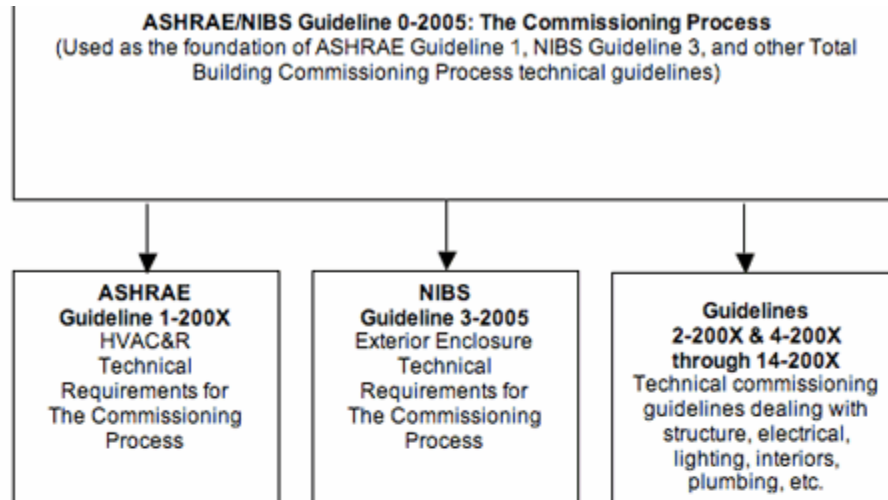 ASHRAE/NIBS Guideline 0-2005: The Commissioning Process
(Used as the foundation of ASHRAE Guideline 1, NIBS Guideline 3, and other Total
Building Commissioning Process technical guidelines)
ASHRAE
Guideline 1-200X
HVAC&R
Technical
Requirements for
The Commissioning
Process
NIBS
Guideline 3-2005
Exterior Enclosure
Technical
Requirements for
The Commissioning
Process
Guidelines
2-200X & 4-200X
through 14-200X
Technical commissioning
guidelines dealing with
structure, electrical,
lighting, interiors,
plumbing, etc.